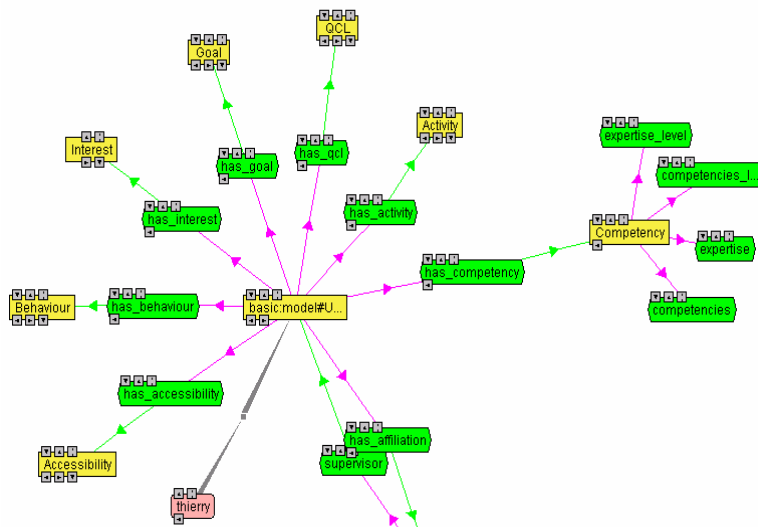 QCL
Goal
Activity
expertise_level
Interest
has_qcl
has_goal
competencies_l...
has_interest
has_activity
Competency
expertise
has_competency
Behaviour
has_behaviour
basic:model#U...
competencies
has_accessibility
has_affiliation
Accessibility
supervisor
thierry